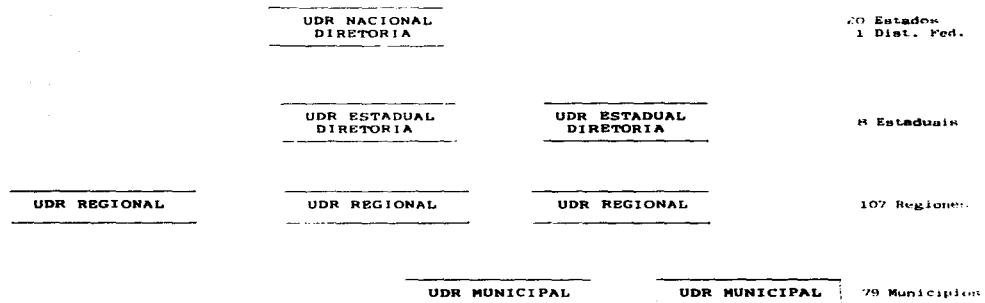 UDR NACIONAL
DIRETORIA
20 Estados
1 Dist. Fed.
UDR ESTADUAL
DIRETORIA
UDR ESTADUAL
DIRETORIA
8 Estaduais
UDR REGIONAL
UDR REGIONAL
UDR REGIONAL
107 Regiones
UDR MUNICIPAL
UDR MUNICIPAL
79 Municipios